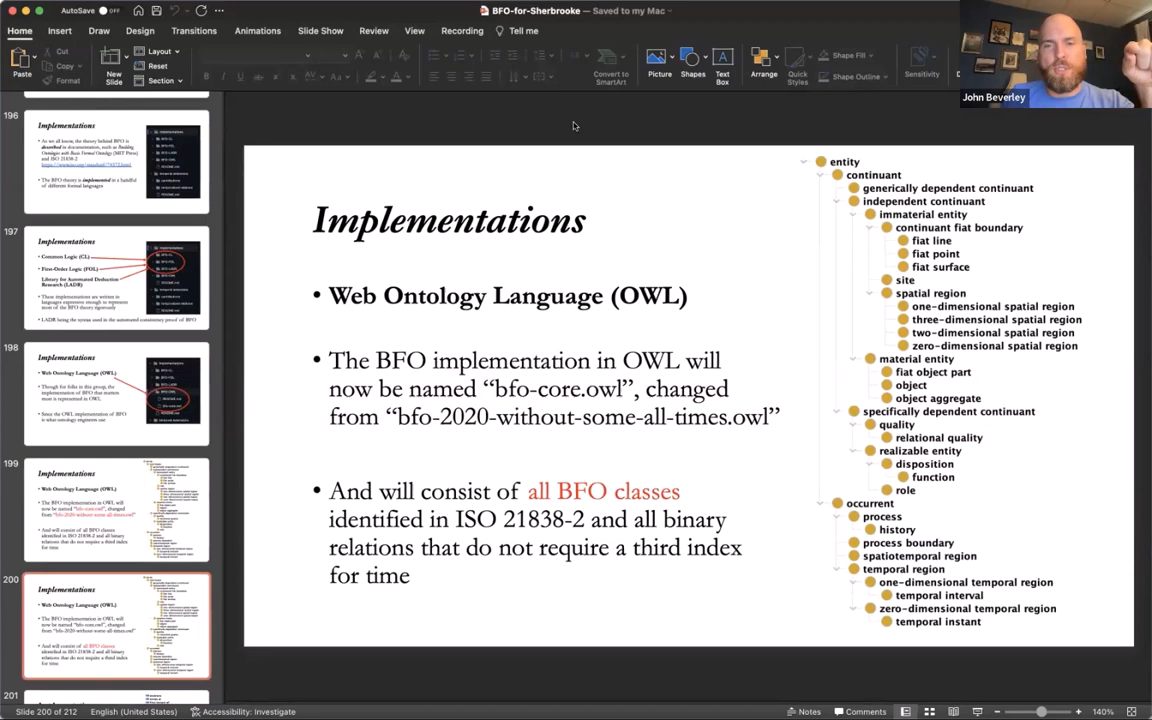 AutoSave OFF
BFO-for-Sherbrooke — Saved to my Mac
Home Insert Draw Design Transitions Animations Slide Show Review View Recording Tell me
Paste
Cut
Copy
Format
New
Slide
Layout
Reset
Section
Convert to
SmartArt
Picture
Shapes
Text
Box
Arrange
Quick
Styles
Shape Fill
Shape Outline
Sensitivity
John Beverley
196
Implementations
• As we all know, the theory behind BFO is
described in documentation, such as Building
Ontologies with Basic Formal Ontology (MIT Press)
and ISO 21838-2
• The BFO theory is implemented in a handful
of different formal languages
197
Implementations
• Common Logic (CL)
• First-Order Logic (FOL)
• Library for Automated Deduction
Research (LADR)
• These implementations are written in
languages expressive enough to represent
most of the BFO theory rigorously
• LADR being the syntax used in the automated consistency proof of BFO
198
Implementations
• Web Ontology Language (OWL)
• Though for folks in this group, the
implementation of BFO that matters
most is represented in OWL
• Since the OWL implementation of BFO
is what ontology engineers use
199
Implementations
• Web Ontology Language (OWL)
• The BFO implementation in OWL will
now be named "bfo-core.owl", changed
from "bfo-2020-without-some-all-times.owl"
• And will consist of all BFO classes
identified in ISO 21838-2 and all binary
relations that do not require a third index
for time
200
Implementations
• Web Ontology Language (OWL)
• The BFO implementation in OWL will
now be named "bfo-core.owl", changed
from "bfo-2020-without-some-all-times.owl"
• And will consist of all BFO classes
identified in ISO 21838-2 and all binary
relations that do not require a third index
for time
201
Implementations
• Web Ontology Language (OWL)
• The BFO implementation in OWL will
now be named “bfo-core.owl”, changed
from “bfo-2020-without-some-all-times.owl”
• And will consist of all BFO classes
identified in ISO 21838-2 and all binary
relations that do not require a third index
for time
entity
continuant
generically dependent continuant
independent continuant
immaterial entity
continuant fiat boundary
fiat line
fiat point
fiat surface
site
spatial region
one-dimensional spatial region
three-dimensional spatial region
two-dimensional spatial region
zero-dimensional spatial region
material entity
fiat object part
object
object aggregate
specifically dependent continuant
quality
relational quality
realizable entity
disposition
function
role
occurrent
process
history
process boundary
spatiotemporal region
temporal region
one-dimensional temporal region
temporal interval
zero-dimensional temporal region
temporal instant
Slide 200 of 212 English (United States) Accessibility: Investigate
Notes Comments 140%